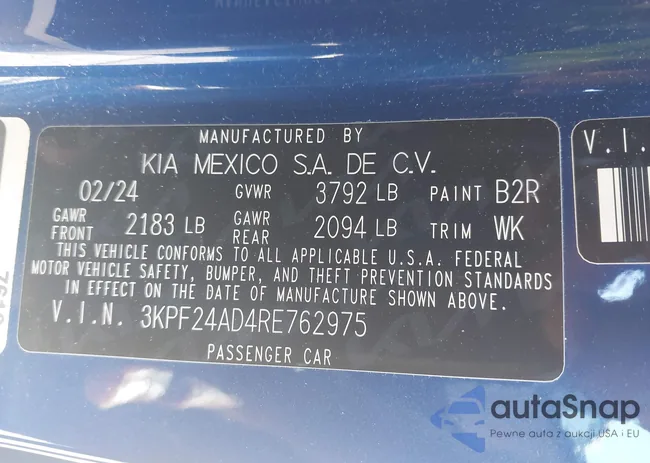 MANUFACTURED BY
KIA MEXICO S.A. DE C.V.
02/24 GVWR 3792 LB PAINT B2R
GAWR FRONT 2183 LB GAWR REAR 2094 LB TRIM WK
THIS VEHICLE CONFORMS TO ALL APPLICABLE U.S.A. FEDERAL
MOTOR VEHICLE SAFETY, BUMPER, AND THEFT PREVENTION STANDARDS
IN EFFECT ON THE DATE OF MANUFACTURE SHOWN ABOVE.
V.I.N. 3KPF24AD4RE762975
PASSENGER CAR
V.I.
autaSnap
Pewne auta z aukcji USA i EU